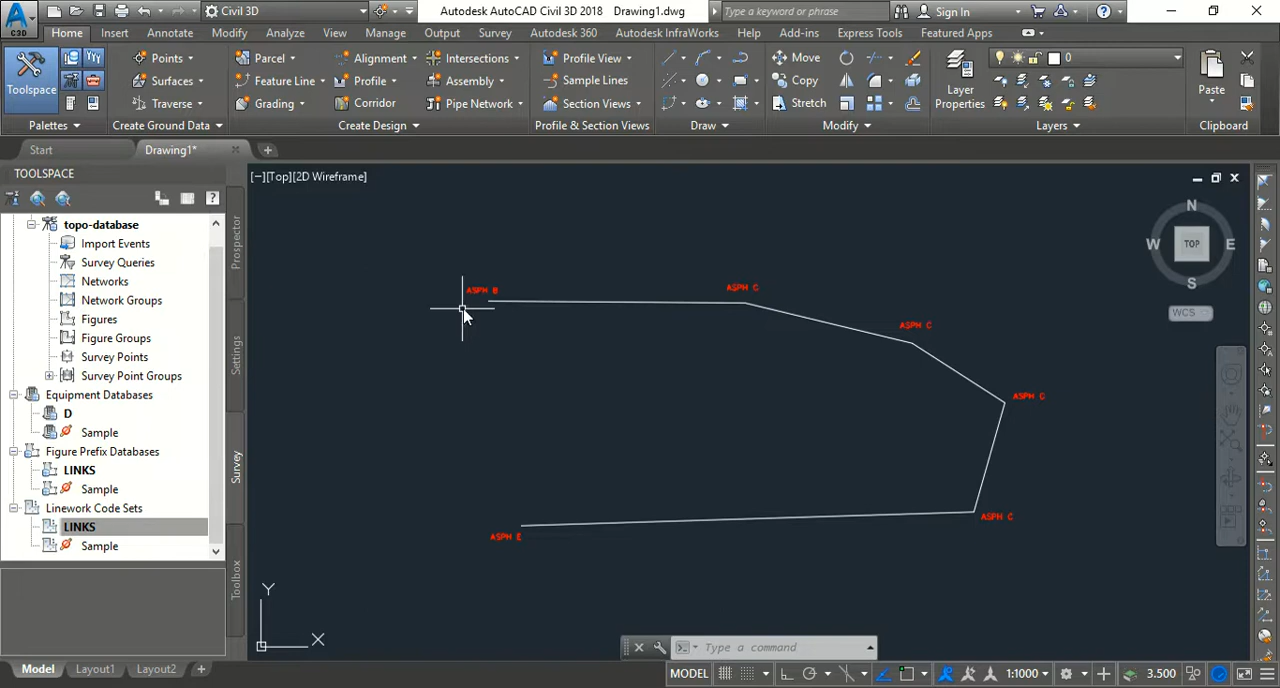 A C3D Civil 3D Autodesk AutoCAD Civil 3D 2018 Drawing1.dwg Type a keyword or phrase Sign In
Home Insert Annotate Modify Analyze View Manage Output Survey Autodesk 360 Autodesk InfraWorks Help Add-ins Express Tools Featured Apps
Toolspace
Points Parcel Alignment Intersections Profile View Move
Surfaces Feature Line Profile Assembly Sample Lines Copy
Traverse Grading Corridor Pipe Network Section Views Stretch
Layer Properties
0
Paste
Palettes Create Ground Data Create Design Profile & Section Views Draw Modify Layers Clipboard
Start Drawing1*
TOOLSPACE
[−][Top][2D Wireframe]
topo-database
Import Events
Survey Queries
Networks
Network Groups
Figures
Figure Groups
Survey Points
Survey Point Groups
Equipment Databases
D
Sample
Figure Prefix Databases
LINKS
Sample
Linework Code Sets
LINKS
Sample
Prospector
Settings
Survey
Toolbox
N
W TOP E
S
WCS
ASPH B
ASPH C
ASPH C
ASPH C
ASPH C
ASPH E
Y
X
Type a command
Model Layout1 Layout2 +
MODEL 1:1000 3.500